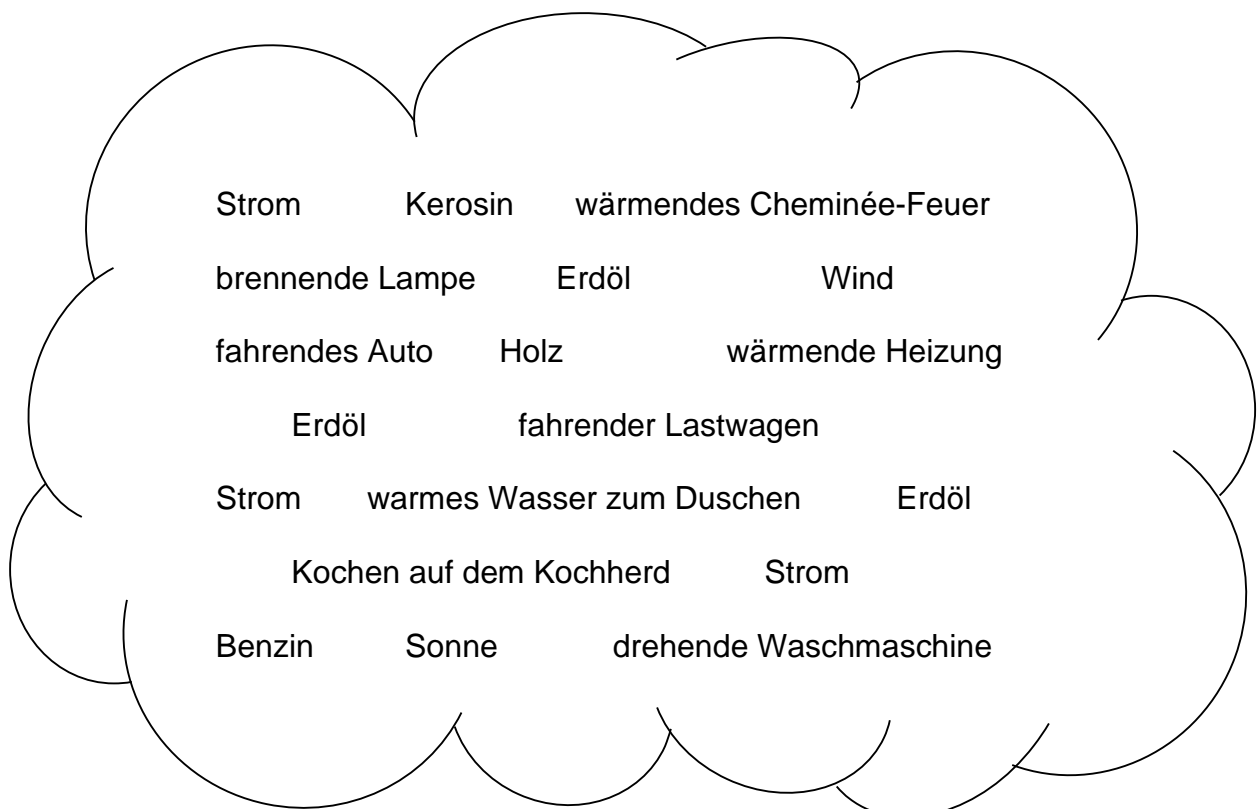 Strom Kerosin wärmendes Cheminée-Feuer
brennende Lampe Erdöl Wind
fahrendes Auto Holz wärmende Heizung
Erdöl fahrender Lastwagen
Strom warmes Wasser zum Duschen Erdöl
Kochen auf dem Kochherd Strom
Benzin Sonne drehende Waschmaschine